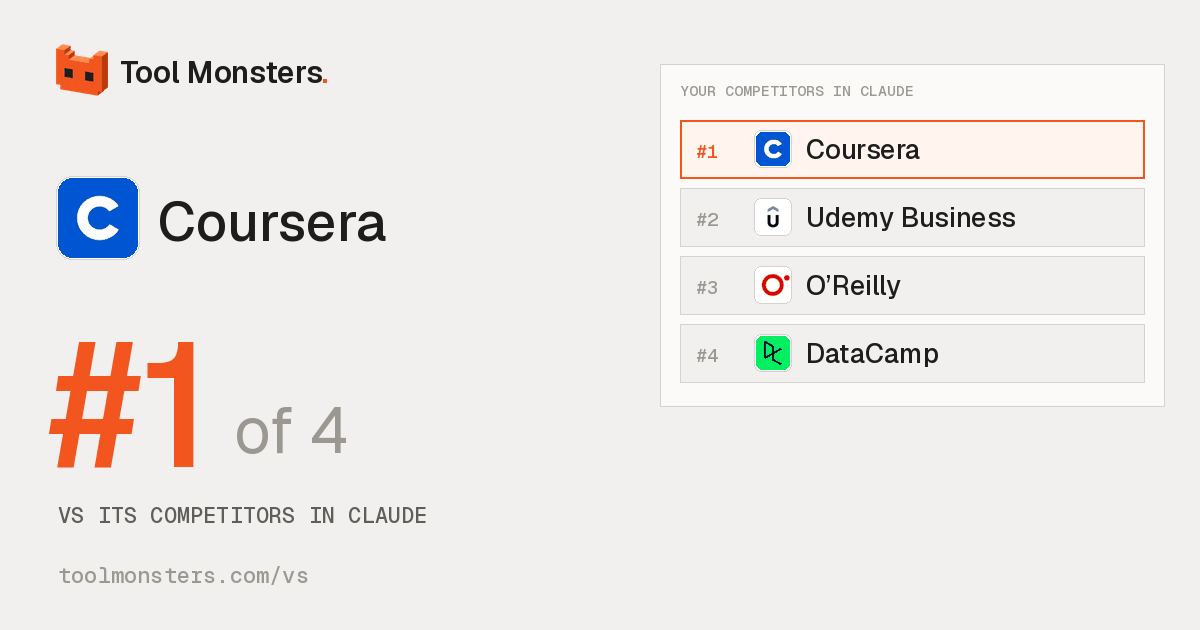 Tool Monsters.
Coursera
#1 of 4
VS ITS COMPETITORS IN CLAUDE
toolmonsters.com/vs
YOUR COMPETITORS IN CLAUDE
#1 Coursera
#2 Udemy Business
#3 O’Reilly
#4 DataCamp